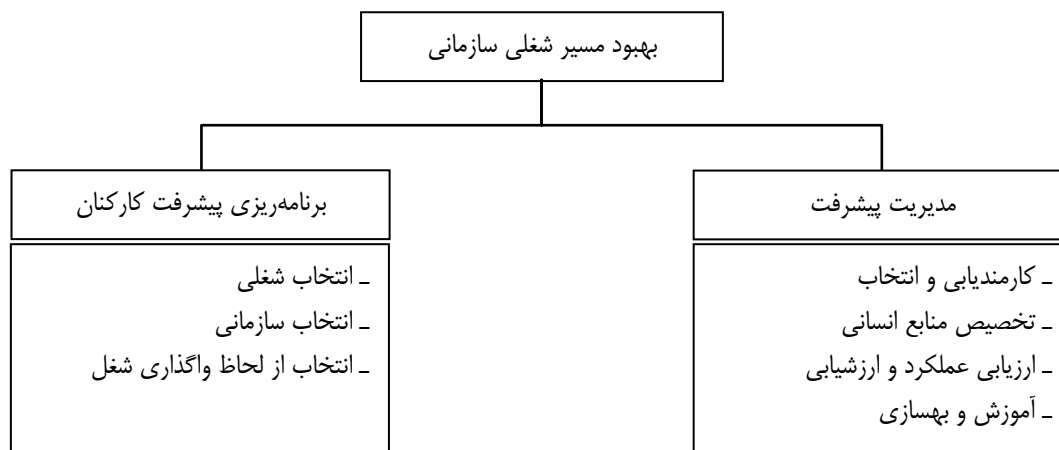 بهبود مسیر شغلی سازمانی
مدیریت پیشرفت
ـ کارمندیابی و انتخاب
ـ تخصیص منابع انسانی
ـ ارزیابی عملکرد و ارزشیابی
ـ آموزش و بهسازی
برنامه‌ریزی پیشرفت کارکنان
ـ انتخاب شغلی
ـ انتخاب سازمانی
ـ انتخاب از لحاظ واگذاری شغل